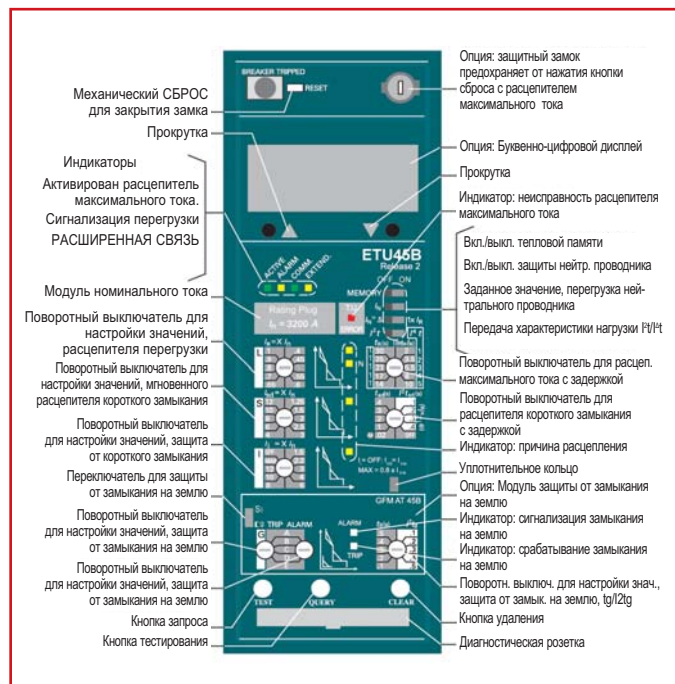 Механический СБРОС
для закрытия замка
Прокрутка
Индикаторы
Активирован расцепитель
максимального тока.
Сигнализация перегрузки
РАСШИРЕННАЯ СВЯЗЬ
Модуль номинального тока
Поворотный выключатель для
настройки значений,
расцепителя перегрузки
Поворотный выключатель для
настройки значений, мгновенного
расцепителя короткого замыкания
Поворотный выключатель
для настройки значений, защита
от короткого замыкания
Переключатель для защиты
от замыкания на землю
Поворотный выключатель
для настройки значений, защита
от замыкания на землю
Поворотный выключатель
для настройки значений, защита
от замыкания на землю
Кнопка запроса
Кнопка тестирования
BREAKER TRIPPED
RESET
ETU45B
Release 2
ACTIVE
ALARM
COMM.
EXTEND.
OFF ON
MEMORY
Rating Plug
In = 3200 A
ERROR
L
S
I
N
GFM AT 45B
G
TRIP ALARM
ALARM
TRIP
TEST
QUERY
CLEAR
Опция: защитный замок
предохраняет от нажатия кнопки
сброса с расцепителем
максимального тока
Опция: Буквенно-цифровой дисплей
Прокрутка
Индикатор: неисправность расцепителя
максимального тока
Вкл./выкл. тепловой памяти
Вкл./выкл. защиты нейтр. проводника
Заданное значение, перегрузка ней-
трального проводника
Передача характеристики нагрузки I²t/I⁴t
Поворотный выключатель для расцеп.
максимального тока с задержкой
Поворотный выключатель для
расцепителя короткого замыкания
с задержкой
Индикатор: причина расцепления
Уплотнительное кольцо
Опция: Модуль защиты от замыкания
на землю
Индикатор: сигнализация замыкания
на землю
Индикатор: срабатывание замыкания
на землю
Поворотн. выключ. для настройки знач.,
защита от замык. на землю, tg/I2tg
Кнопка удаления
Диагностическая розетка